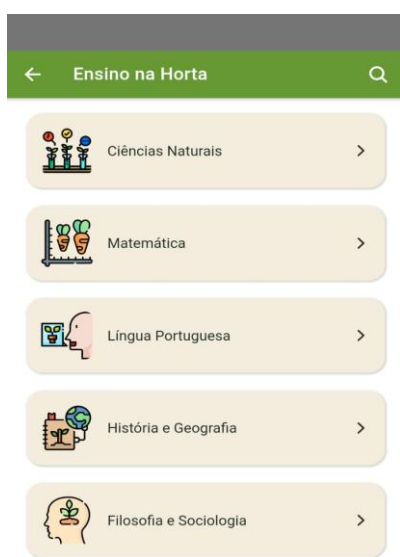 Ensino na Horta
Ciências Naturais
Matemática
Língua Portuguesa
História e Geografia
Filosofia e Sociologia